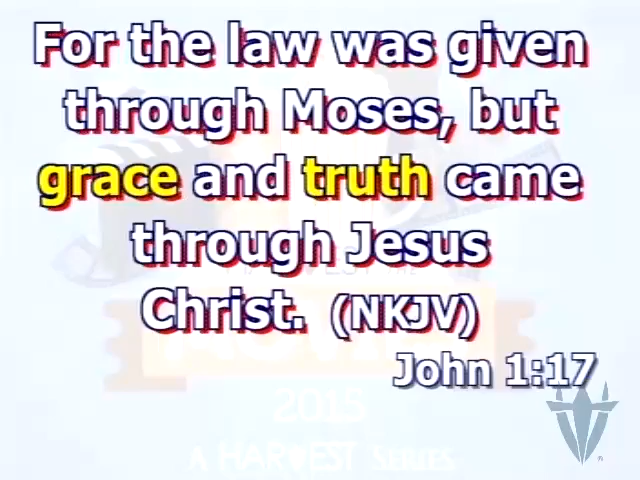 For the law was given
through Moses, but
grace and truth came
through Jesus
Christ. (NKJV)
John 1:17
2015
A HARVEST SERIES